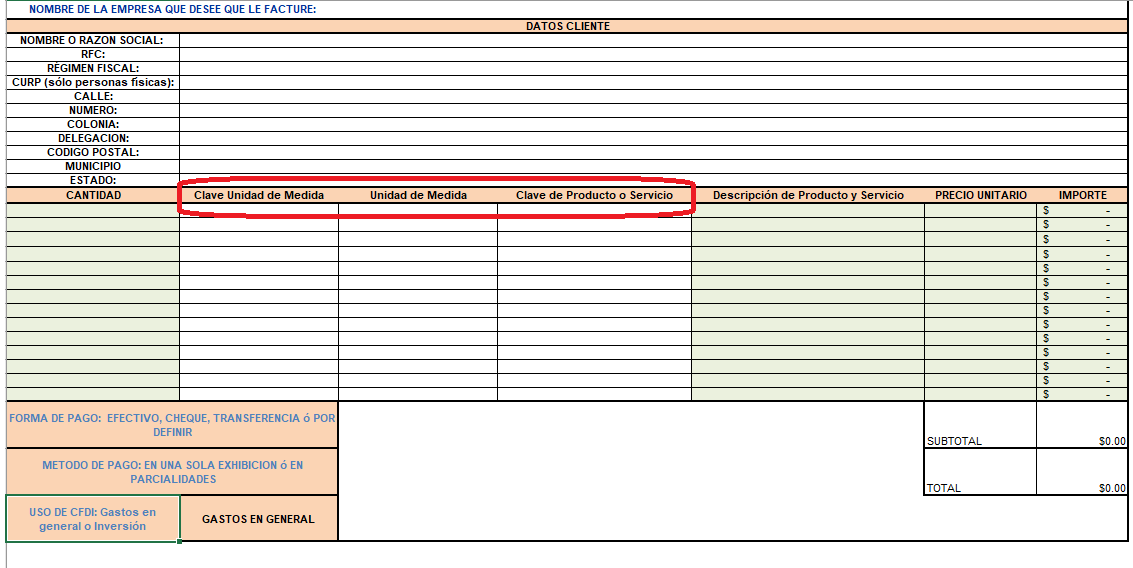 NOMBRE DE LA EMPRESA QUE DESEE QUE LE FACTURE:
DATOS CLIENTE
NOMBRE O RAZON SOCIAL:
RFC:
RÉGIMEN FISCAL:
CURP (sólo personas físicas):
CALLE:
NUMERO:
COLONIA:
DELEGACION:
CODIGO POSTAL:
MUNICIPIO
ESTADO:
CANTIDAD Clave Unidad de Medida Unidad de Medida Clave de Producto o Servicio Descripción de Producto y Servicio PRECIO UNITARIO IMPORTE
$ -
$ -
$ -
$ -
$ -
$ -
$ -
$ -
$ -
$ -
$ -
$ -
$ -
$ -
FORMA DE PAGO: EFECTIVO, CHEQUE, TRANSFERENCIA ó POR
DEFINIR
SUBTOTAL $0.00
METODO DE PAGO: EN UNA SOLA EXHIBICION ó EN
PARCIALIDADES
TOTAL $0.00
USO DE CFDI: Gastos en
general o Inversión
GASTOS EN GENERAL